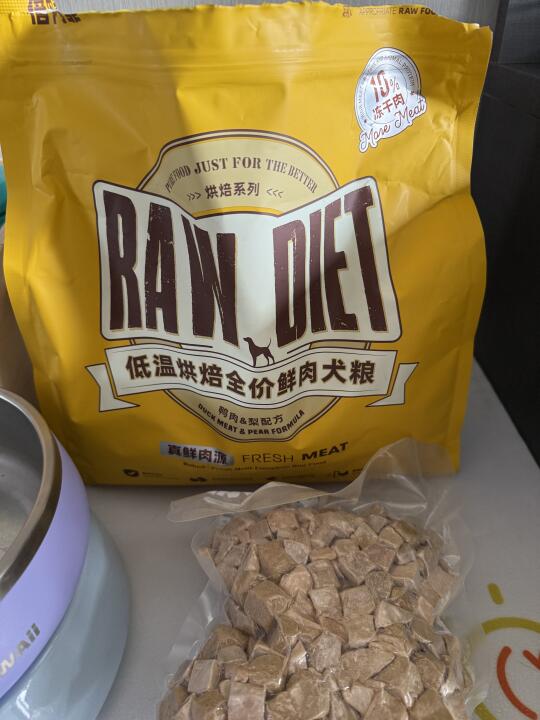 APPROPRIATE RAW FOO
10%
冻干肉
More Meat
PURE FOOD JUST FOR THE BETTER
>>> 烘焙系列 <<<
RAW DIET
低温烘焙全价鲜肉犬粮
鸭肉&梨配方
DUCK MEAT & PEAR FORMULA
真鲜肉源 FRESH MEAT